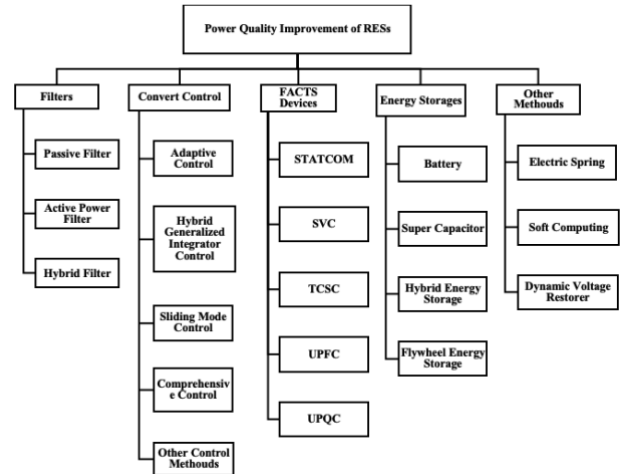 Power Quality Improvement of RESs
Filters
Convert Control
FACTS
Devices
Energy Storages
Other
Methouds
Passive Filter
Active Power
Filter
Hybrid Filter
Adaptive
Control
Hybrid
Generalized
Integrator
Control
Sliding Mode
Control
Comprehensiv
e Control
Other Control
Methouds
STATCOM
SVC
TCSC
UPFC
UPQC
Battery
Super Capacitor
Hybrid Energy
Storage
Flywheel Energy
Storage
Electric Spring
Soft Computing
Dynamic Voltage
Restorer